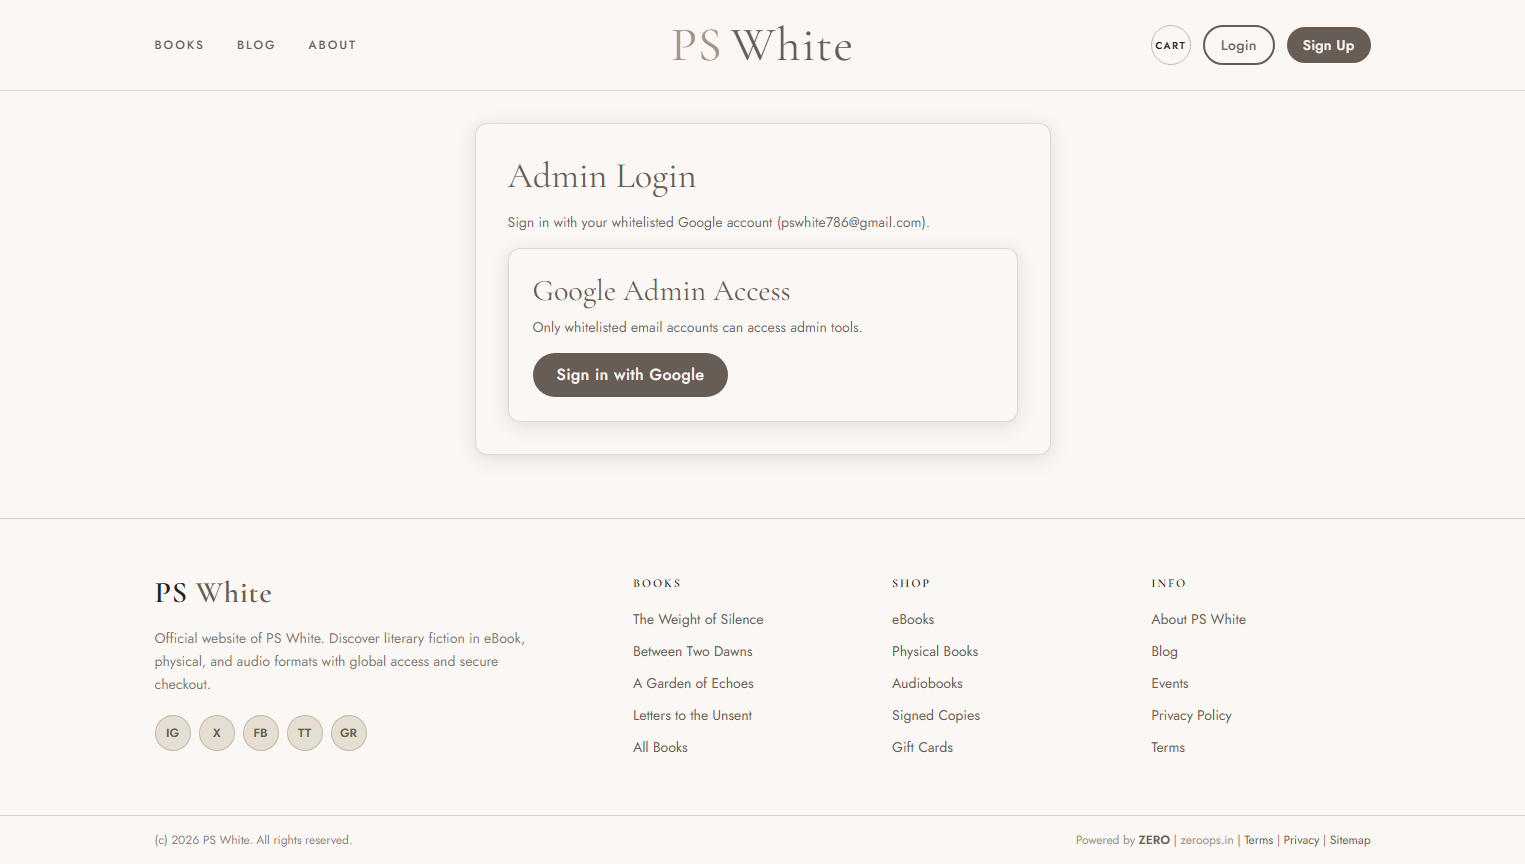 BOOKS BLOG ABOUT PS White CART Login Sign Up
Admin Login
Sign in with your whitelisted Google account (pswhite786@gmail.com).
Google Admin Access
Only whitelisted email accounts can access admin tools.
Sign in with Google
PS White
Official website of PS White. Discover literary fiction in eBook,
physical, and audio formats with global access and secure
checkout.
IG X FB TT GR
BOOKS
The Weight of Silence
Between Two Dawns
A Garden of Echoes
Letters to the Unsent
All Books
SHOP
eBooks
Physical Books
Audiobooks
Signed Copies
Gift Cards
INFO
About PS White
Blog
Events
Privacy Policy
Terms
(c) 2026 PS White. All rights reserved.
Powered by ZERO | zeroops.in | Terms | Privacy | Sitemap